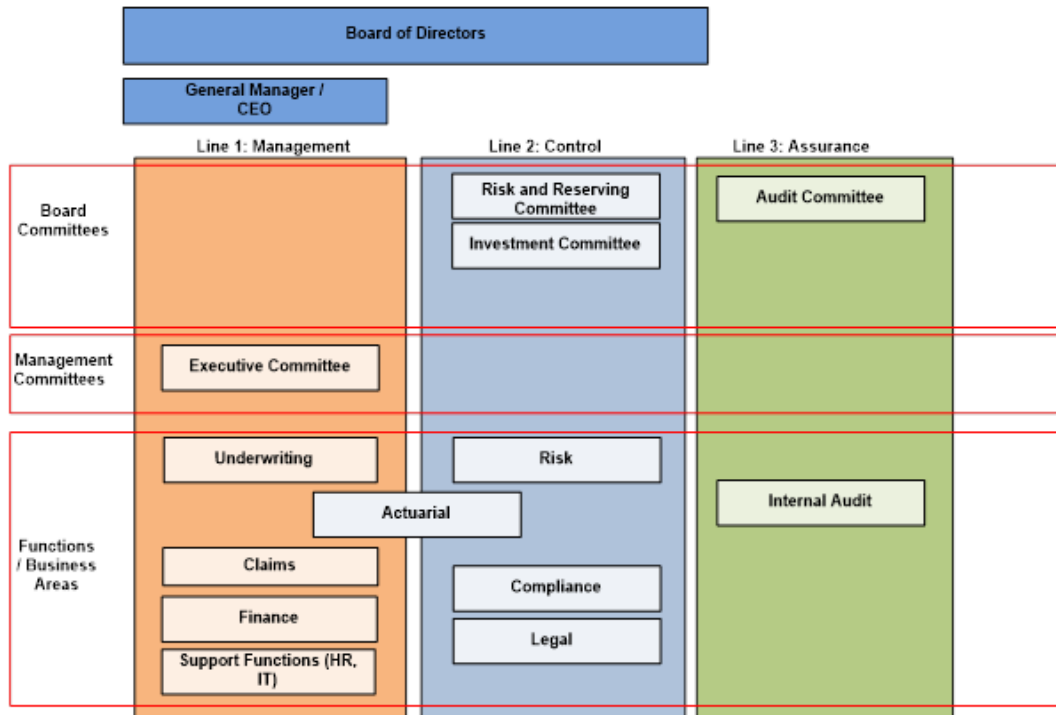 Board of Directors
General Manager /
CEO
Line 1: Management
Line 2: Control
Line 3: Assurance
Board
Committees
Risk and Reserving
Committee
Audit Committee
Investment Committee
Management
Committees
Executive Committee
Functions
/ Business
Areas
Underwriting
Risk
Actuarial
Internal Audit
Claims
Compliance
Finance
Legal
Support Functions (HR,
IT)